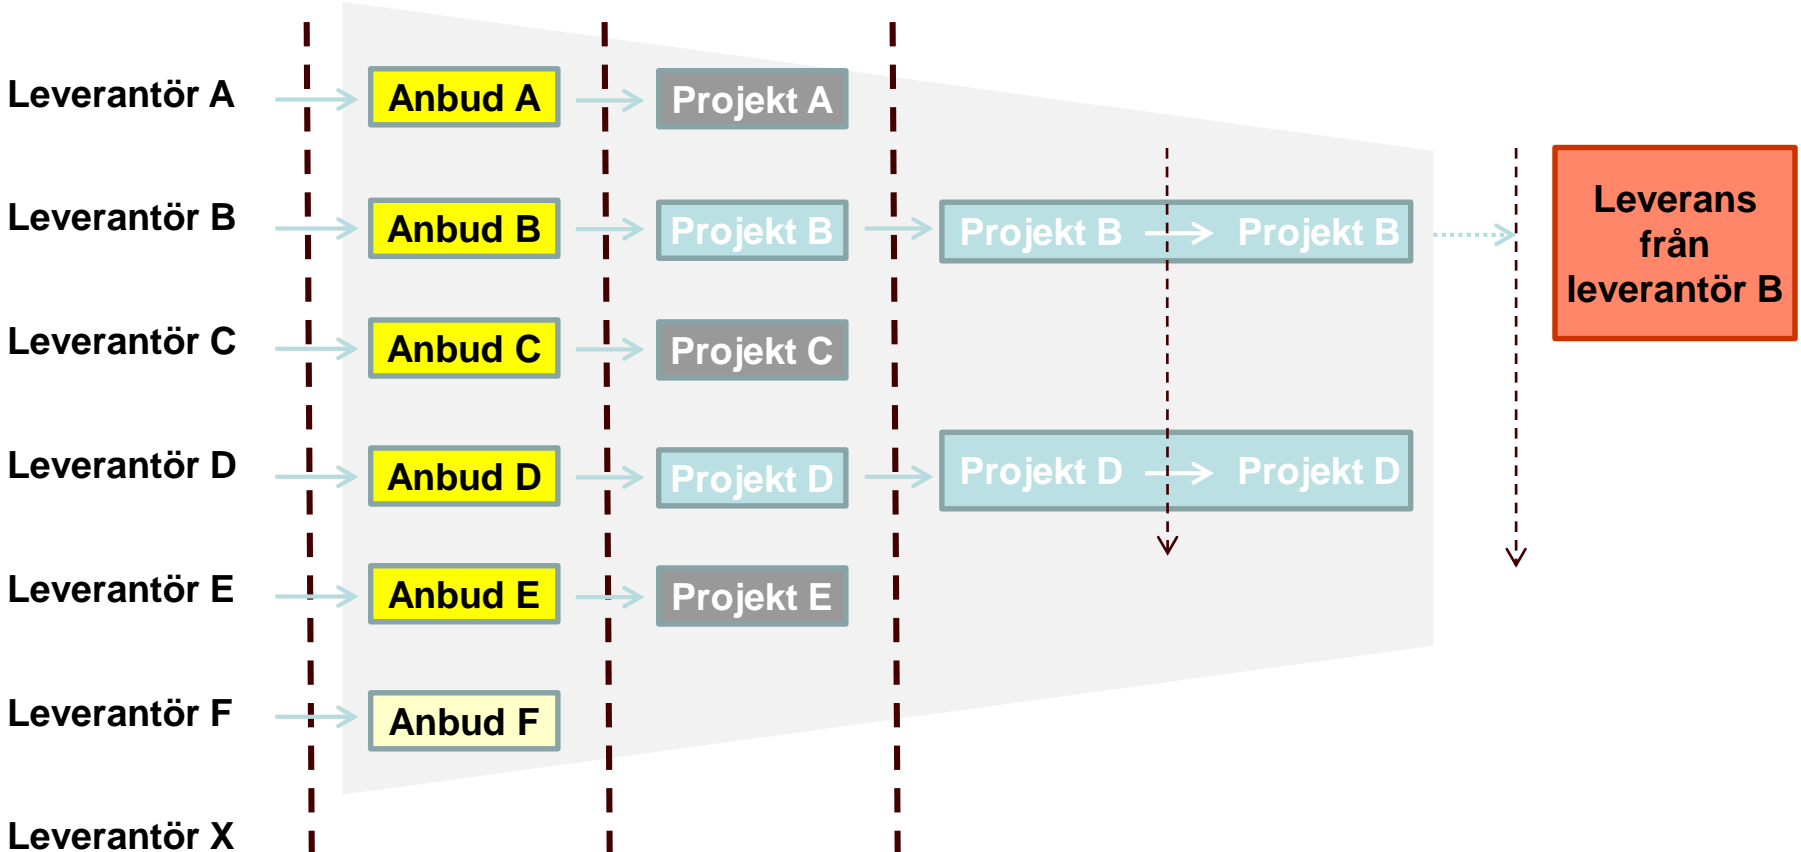 Leverantör A
Anbud A
Projekt A
Leverantör B
Anbud B
Projekt B
Projekt B
Projekt B
Leverans
från
leverantör B
Leverantör C
Anbud C
Projekt C
Leverantör D
Anbud D
Projekt D
Projekt D
Projekt D
Leverantör E
Anbud E
Projekt E
Leverantör F
Anbud F
Leverantör X